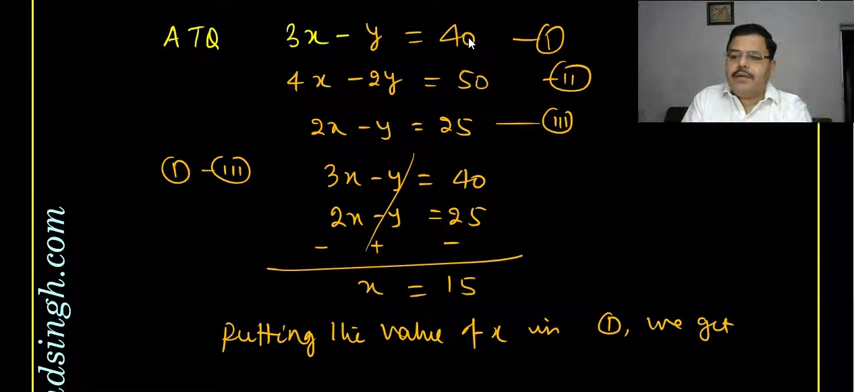 ATQ 3x - y = 40 - I
4x - 2y = 50 - II
2x - y = 25 - III
I - III 3x - y = 40
2x - y = 25
- + -
x = 15
Putting the value of x in I, we get
dsingh.com